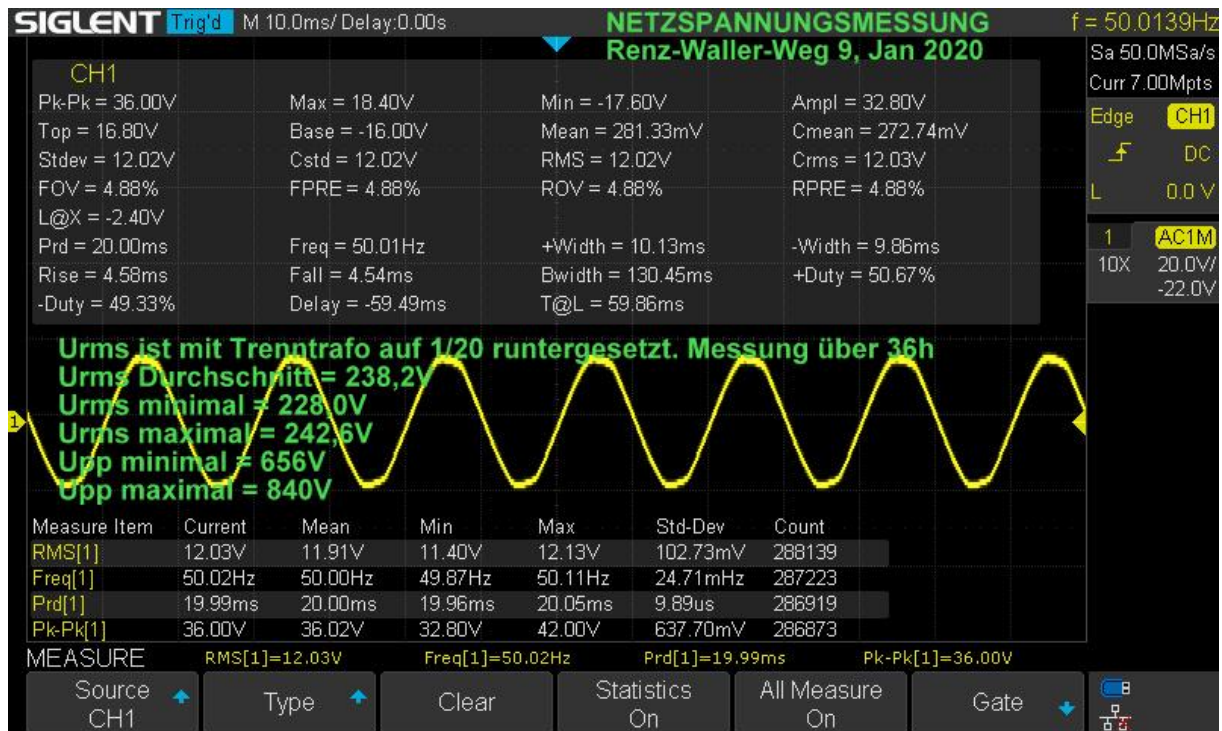 SIGLENT Trig'd M 10.0ms/ Delay:0.00s NETZSPANNUNGSMESSUNG f = 50.0139Hz
Renz-Waller-Weg 9, Jan 2020 Sa 50.0MSa/s
Curr 7.00Mpts
CH1
Pk-Pk = 36.00V Max = 18.40V Min = -17.60V Ampl = 32.80V
Top = 16.80V Base = -16.00V Mean = 281.33mV Cmean = 272.74mV
Stdev = 12.02V Cstd = 12.02V RMS = 12.02V Crms = 12.03V
FOV = 4.88% FPRE = 4.88% ROV = 4.88% RPRE = 4.88%
L@X = -2.40V
Prd = 20.00ms Freq = 50.01Hz +Width = 10.13ms -Width = 9.86ms
Rise = 4.58ms Fall = 4.54ms Bwidth = 130.45ms +Duty = 50.67%
-Duty = 49.33% Delay = -59.49ms T@L = 59.86ms
Edge CH1
DC
L 0.0 V
1 AC1M
10X 20.0V/
-22.0V
Urms ist mit Trenntrafo auf 1/20 runtergesetzt. Messung über 36h
Urms Durchschnitt = 238,2V
Urms minimal = 228,0V
1
Urms maximal = 242,6V
Upp minimal = 656V
Upp maximal = 840V
Measure Item Current Mean Min Max Std-Dev Count
RMS[1] 12.03V 11.91V 11.40V 12.13V 102.73mV 288139
Freq[1] 50.02Hz 50.00Hz 49.87Hz 50.11Hz 24.71mHz 287223
Prd[1] 19.99ms 20.00ms 19.96ms 20.05ms 9.89us 286919
Pk-Pk[1] 36.00V 36.02V 32.80V 42.00V 637.70mV 286873
MEASURE RMS[1]=12.03V Freq[1]=50.02Hz Prd[1]=19.99ms Pk-Pk[1]=36.00V
Source Type Clear Statistics All Measure Gate
CH1 On On